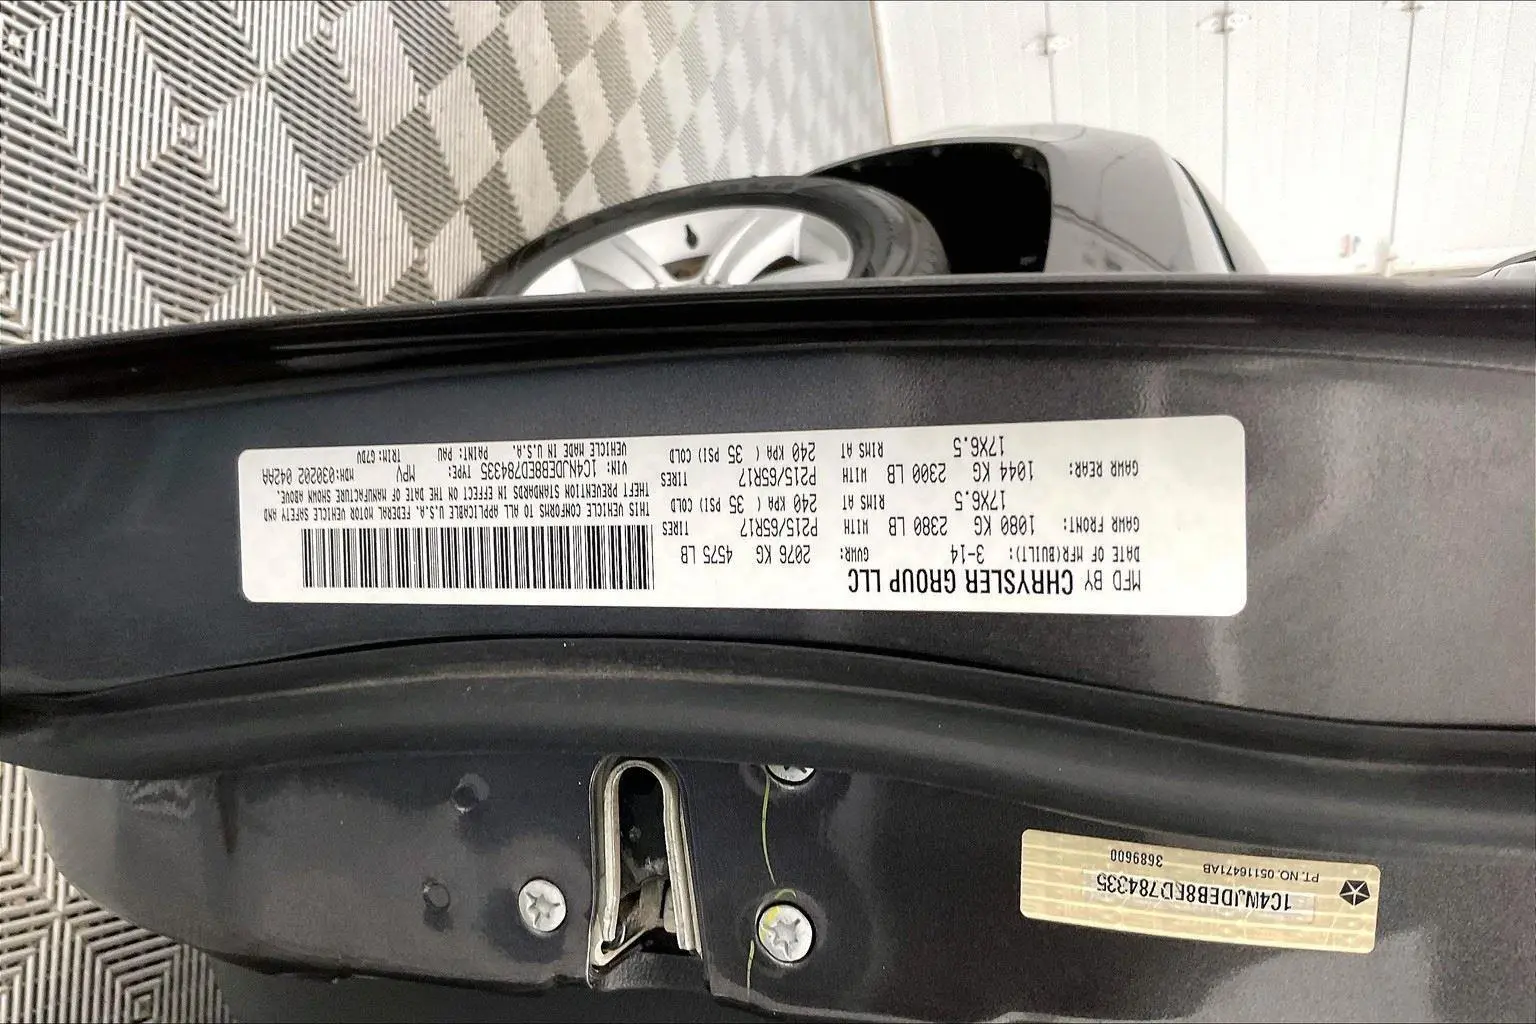 MFD BY CHRYSLER GROUP LLC
DATE OF MFR(BUILT): 3-14 GVWR: 2076 KG 4575 LB
GAWR FRONT: 1080 KG 2380 LB WITH P215/65R17 TIRES
17X6.5 RIMS AT 240 KPA ( 35 PSI) COLD
GAWR REAR: 1044 KG 2300 LB WITH P215/65R17 TIRES
17X6.5 RIMS AT 240 KPA ( 35 PSI) COLD
THIS VEHICLE CONFORMS TO ALL APPLICABLE U.S.A. FEDERAL MOTOR VEHICLE SAFETY AND
THEFT PREVENTION STANDARDS IN EFFECT ON THE DATE OF MANUFACTURE SHOWN ABOVE.
VIN: 1C4NJDEB8ED784335 TYPE: MPV MDH:030202 042AA
VEHICLE MADE IN U.S.A. PAINT: PAU TRIM: G7DV
1C4NJDEB8ED784335
PT. NO. 05116471AB 3689600